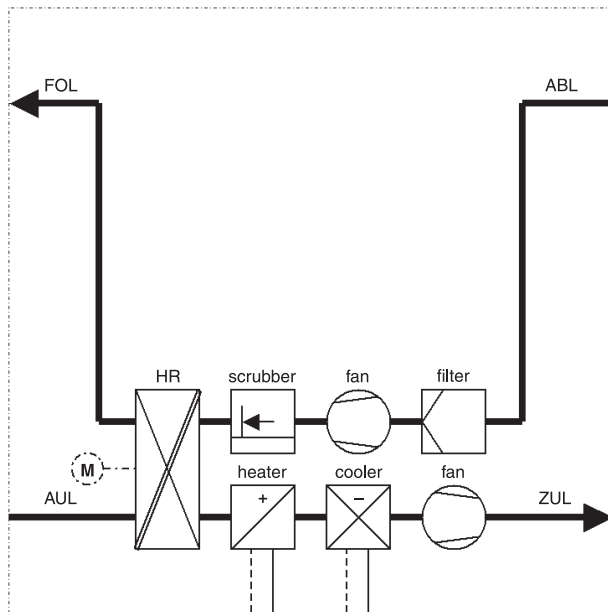 FOL ABL
HR scrubber fan filter
M heater cooler fan
+ −
AUL ZUL